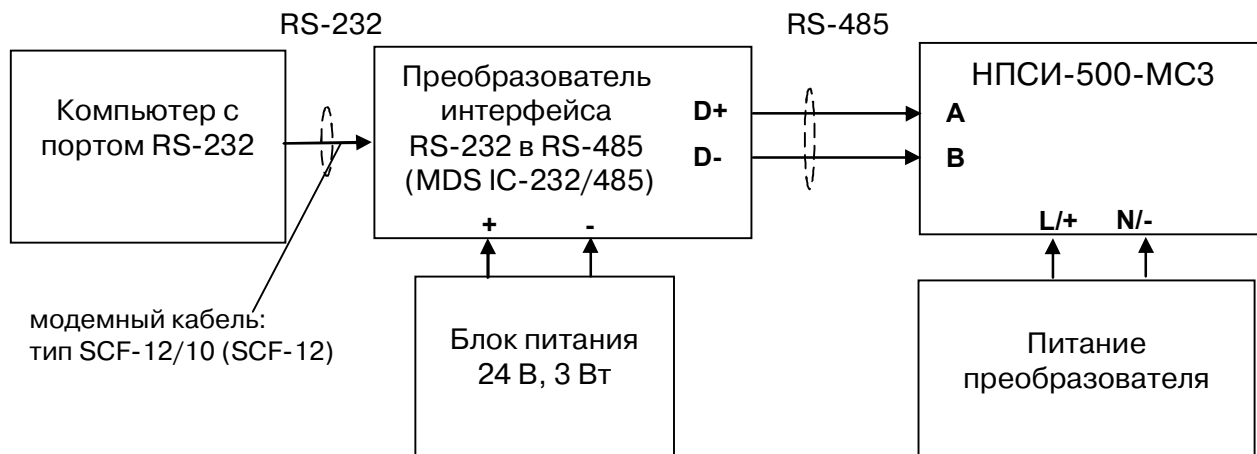 RS-232
RS-485
Компьютер с
портом RS-232
Преобразователь
интерфейса
RS-232 в RS-485
(MDS IC-232/485)
D+
D-
+ -
НПСИ-500-МС3
A
B
L/+ N/-
модемный кабель:
тип SCF-12/10 (SCF-12)
Блок питания
24 В, 3 Вт
Питание
преобразователя